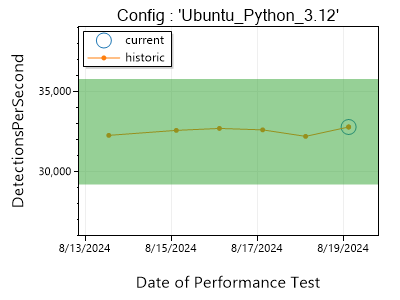 Config : 'Ubuntu_Python_3.12'
current
historic
DetectionsPerSecond
35,000
30,000
8/13/2024 8/15/2024 8/17/2024 8/19/2024
Date of Performance Test